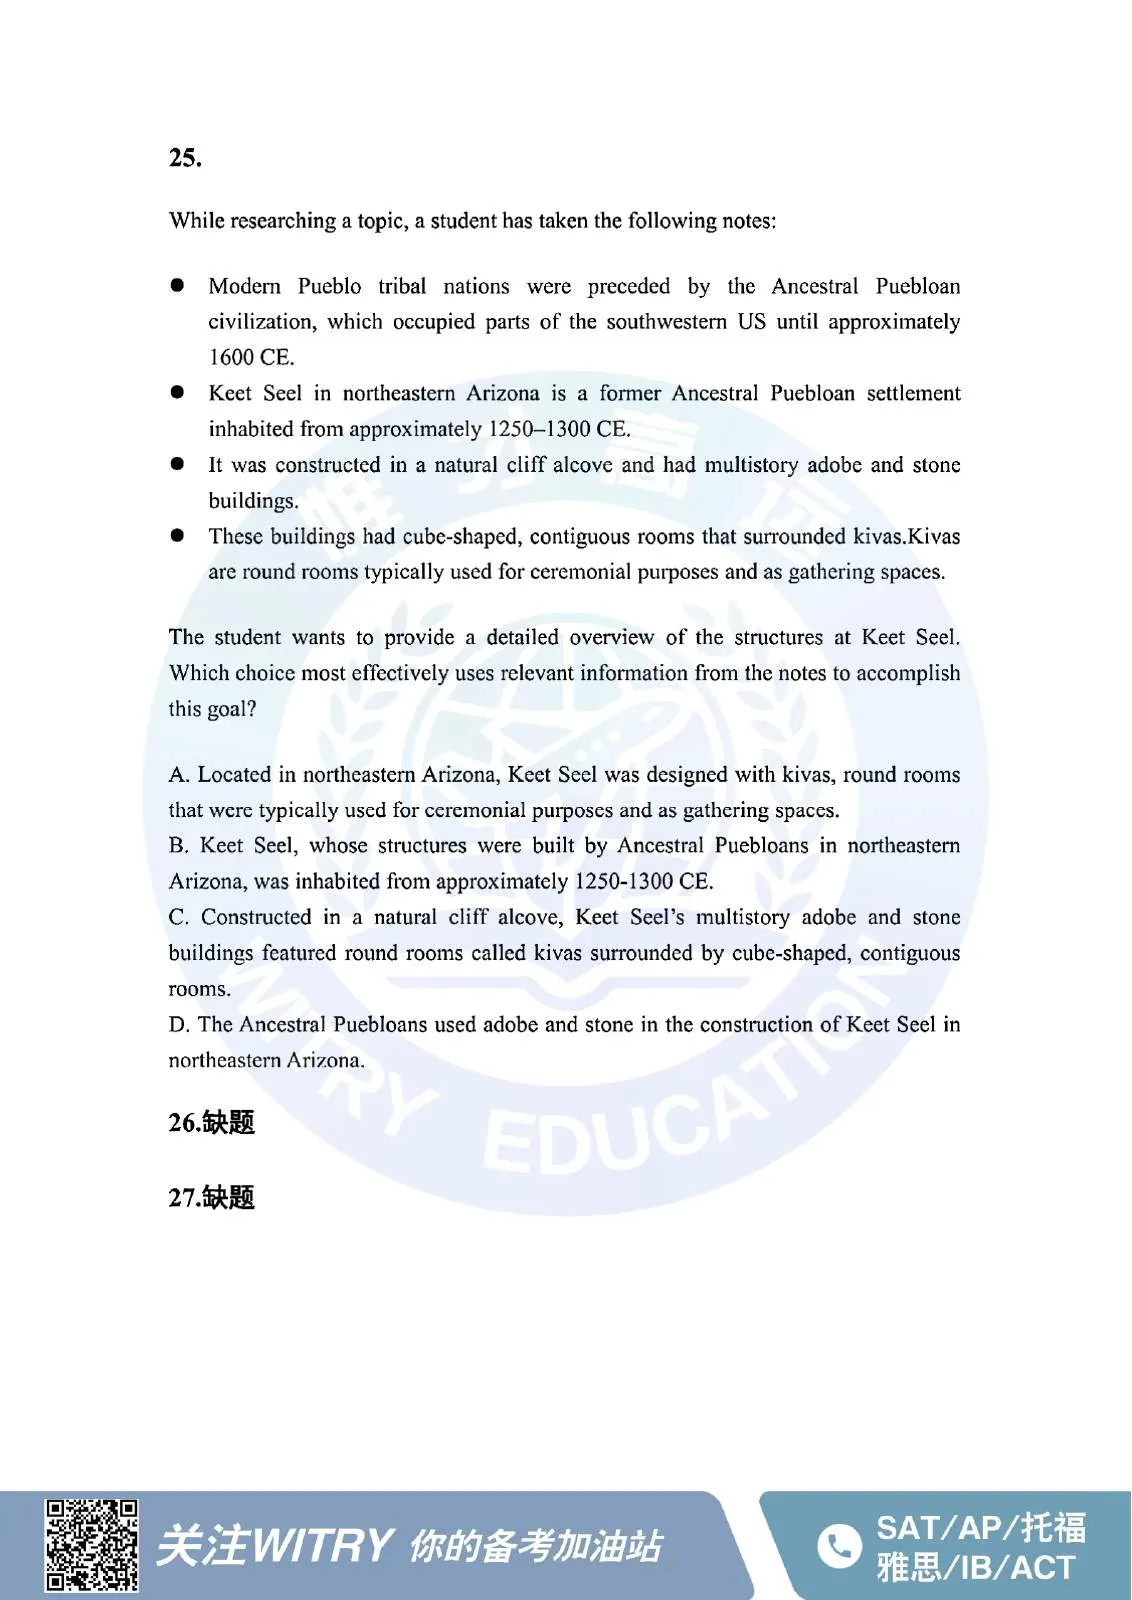 25.
While researching a topic, a student has taken the following notes:
● Modern Pueblo tribal nations were preceded by the Ancestral Puebloan
civilization, which occupied parts of the southwestern US until approximately
1600 CE.
● Keet Seel in northeastern Arizona is a former Ancestral Puebloan settlement
inhabited from approximately 1250–1300 CE.
● It was constructed in a natural cliff alcove and had multistory adobe and stone
buildings.
● These buildings had cube-shaped, contiguous rooms that surrounded kivas.Kivas
are round rooms typically used for ceremonial purposes and as gathering spaces.
The student wants to provide a detailed overview of the structures at Keet Seel.
Which choice most effectively uses relevant information from the notes to accomplish
this goal?
A. Located in northeastern Arizona, Keet Seel was designed with kivas, round rooms
that were typically used for ceremonial purposes and as gathering spaces.
B. Keet Seel, whose structures were built by Ancestral Puebloans in northeastern
Arizona, was inhabited from approximately 1250-1300 CE.
C. Constructed in a natural cliff alcove, Keet Seel’s multistory adobe and stone
buildings featured round rooms called kivas surrounded by cube-shaped, contiguous
rooms.
D. The Ancestral Puebloans used adobe and stone in the construction of Keet Seel in
northeastern Arizona.
26.缺题
27.缺题
惟力高远
WITRY EDUCATION
关注WITRY 你的备考加油站
SAT/AP/托福
雅思/IB/ACT